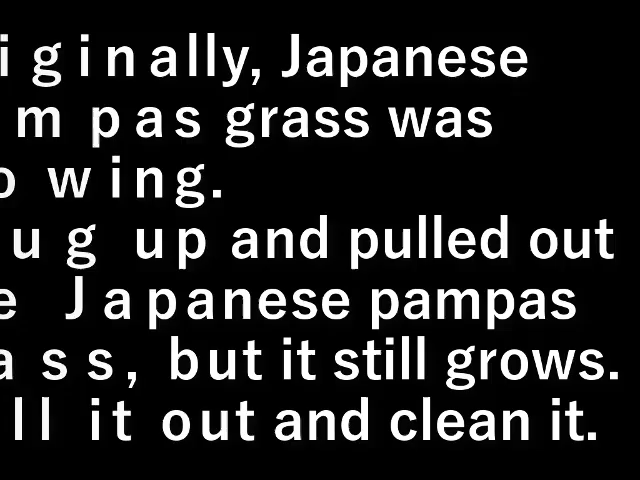 iginally, Japanese
m pas grass was
o wing.
ug up and pulled out
e Japanese pampas
ass, but it still grows.
ll it out and clean it.